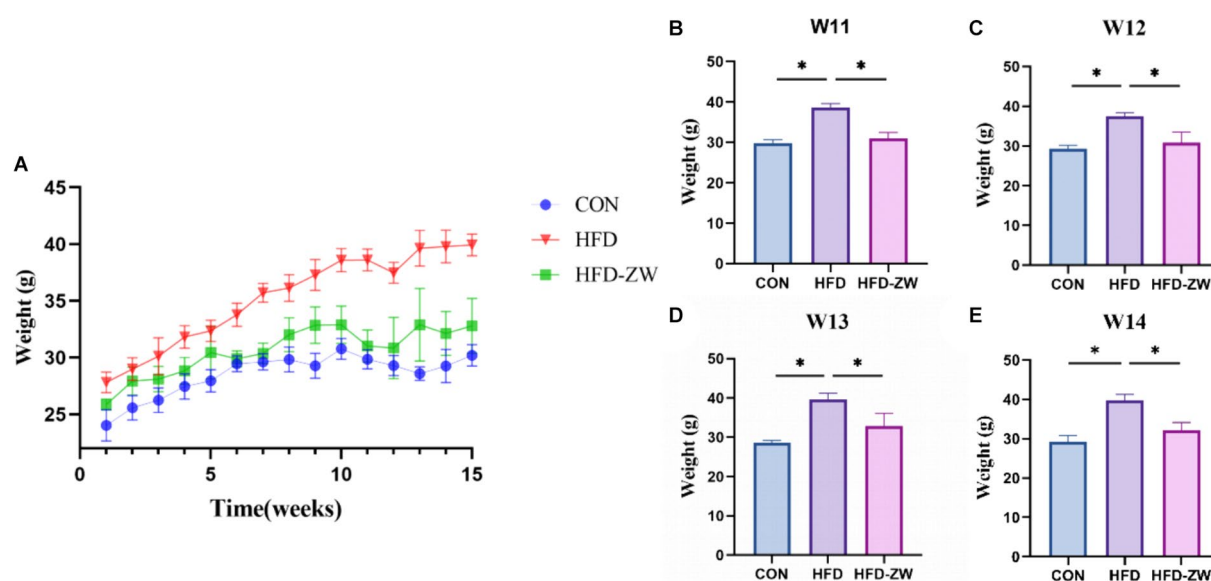 A
45
40
35
30
25
0
5
10
15
Weight (g)
Time(weeks)
CON
HFD
HFD-ZW
B
W11
50
40
30
20
10
0
Weight (g)
*
*
CON HFD HFD-ZW
C
W12
50
40
30
20
10
0
Weight (g)
*
*
CON HFD HFD-ZW
D
W13
50
40
30
20
10
0
Weight (g)
*
*
CON HFD HFD-ZW
E
W14
50
40
30
20
10
0
Weight (g)
*
*
CON HFD HFD-ZW